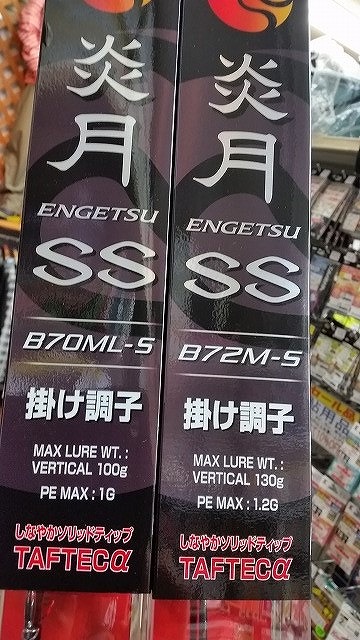 炎月
ENGETSU
SS
B70ML-S
掛け調子
MAX LURE WT. :
VERTICAL 100g
PE MAX : 1G
しなやかソリッドティップ
TAFTECα
炎月
ENGETSU
SS
B72M-S
掛け調子
MAX LURE WT. :
VERTICAL 130g
PE MAX : 1.2G
しなやかソリッドティップ
TAFTECα